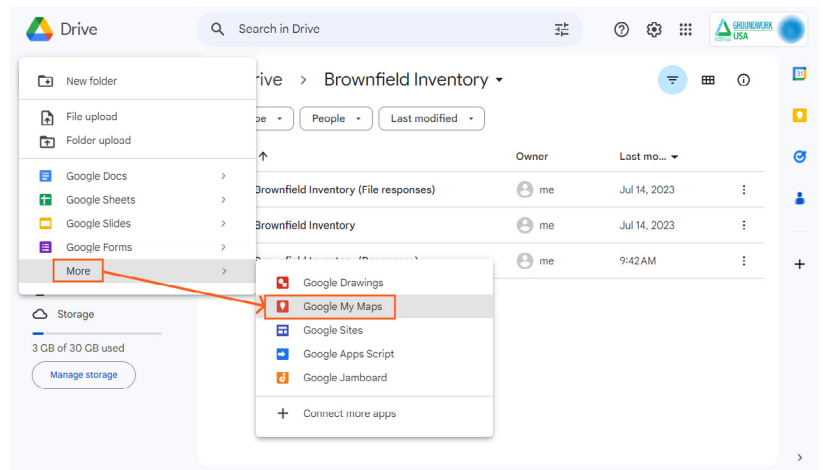 Drive
Search in Drive
GROUNDWORK
USA
New folder
File upload
Folder upload
Google Docs
Google Sheets
Google Slides
Google Forms
More
Storage
3 GB of 30 GB used
Manage storage
rive > Brownfield Inventory
pe
People
Last modified
Owner
Last mo...
Brownfield Inventory (File responses)
me
Jul 14, 2023
Brownfield Inventory
me
Jul 14, 2023
me
9:42 AM
Google Drawings
Google My Maps
Google Sites
Google Apps Script
Google Jamboard
Connect more apps
31